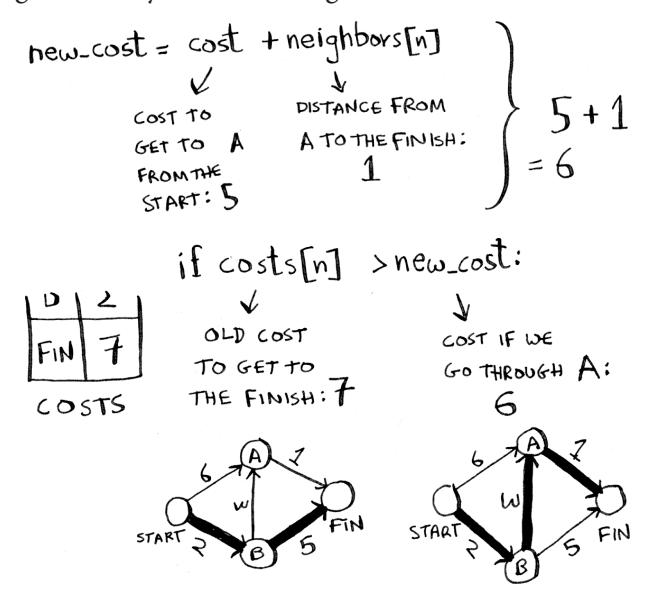 new_cost = cost + neighbors[n]
COST TO
GET TO A
FROM THE
START: 5
DISTANCE FROM
A TO THE FINISH:
1
5 + 1
= 6
if costs[n] > new_cost:
OLD COST
TO GET TO
THE FINISH: 7
COST IF WE
GO THROUGH A:
6
FIN 7
COSTS
A
6
1
START
2
B
5
FIN
A
6
1
START
2
B
5
FIN